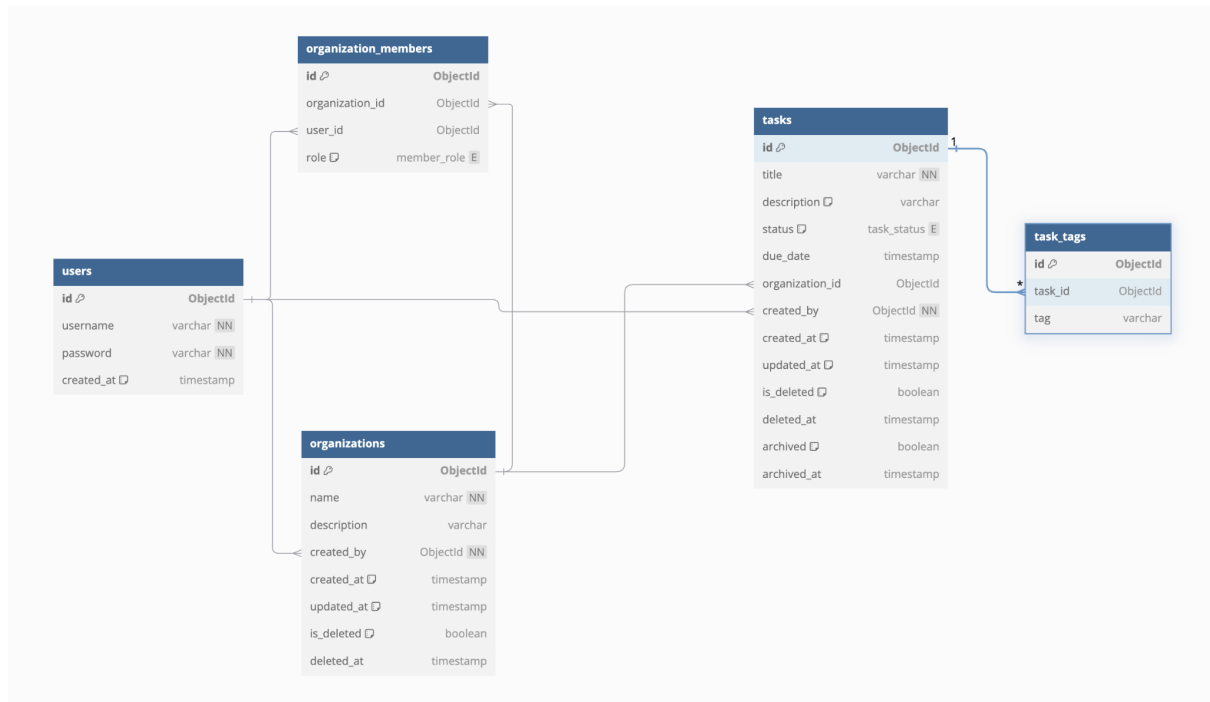 organization_members
id ObjectId
organization_id ObjectId
user_id ObjectId
role member_role E
users
id ObjectId
username varchar NN
password varchar NN
created_at timestamp
organizations
id ObjectId
name varchar NN
description varchar
created_by ObjectId NN
created_at timestamp
updated_at timestamp
is_deleted boolean
deleted_at timestamp
tasks
id ObjectId
title varchar NN
description varchar
status task_status E
due_date timestamp
organization_id ObjectId
created_by ObjectId NN
created_at timestamp
updated_at timestamp
is_deleted boolean
deleted_at timestamp
archived boolean
archived_at timestamp
1
*
task_tags
id ObjectId
task_id ObjectId
tag varchar